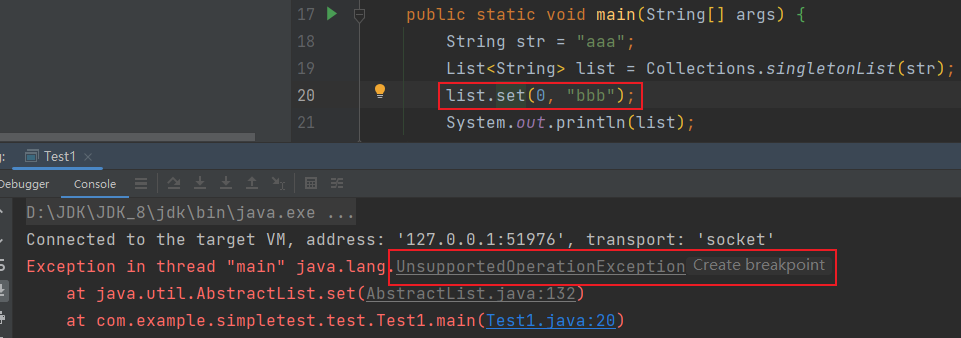 17 public static void main(String[] args) {
18 String str = "aaa";
19 List<String> list = Collections.singletonList(str);
20 list.set(0, "bbb");
21 System.out.println(list);
g: Test1 ×
Debugger Console
D:\JDK\JDK_8\jdk\bin\java.exe ...
Connected to the target VM, address: '127.0.0.1:51976', transport: 'socket'
Exception in thread "main" java.lang.UnsupportedOperationException Create breakpoint
at java.util.AbstractList.set(AbstractList.java:132)
at com.example.simpletest.test.Test1.main(Test1.java:20)